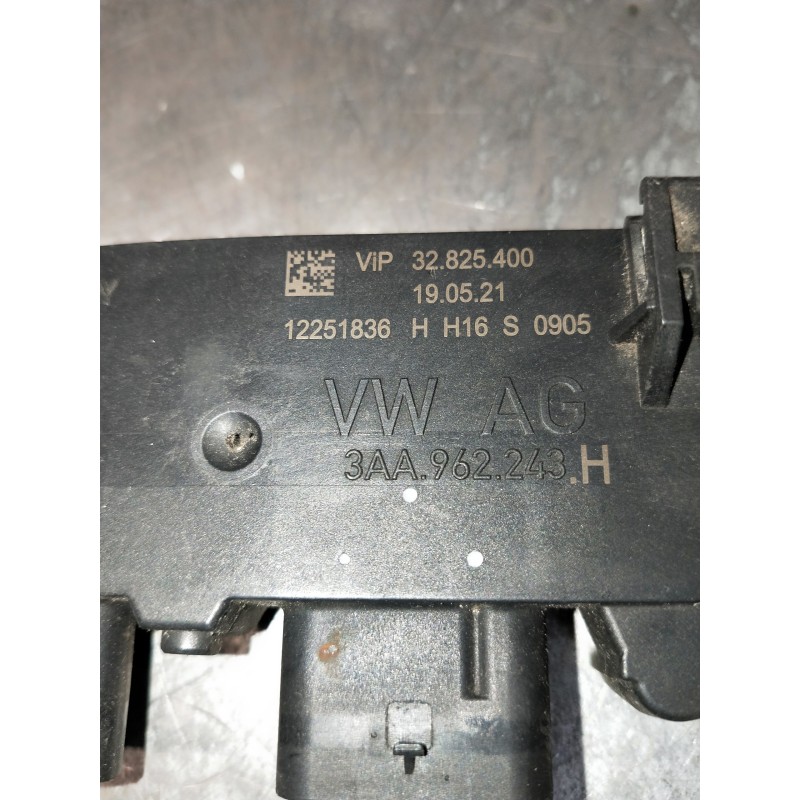 ViP 32.825.400
19.05.21
12251836 H H16 S 0905
VW AG
3AA.962.243.H